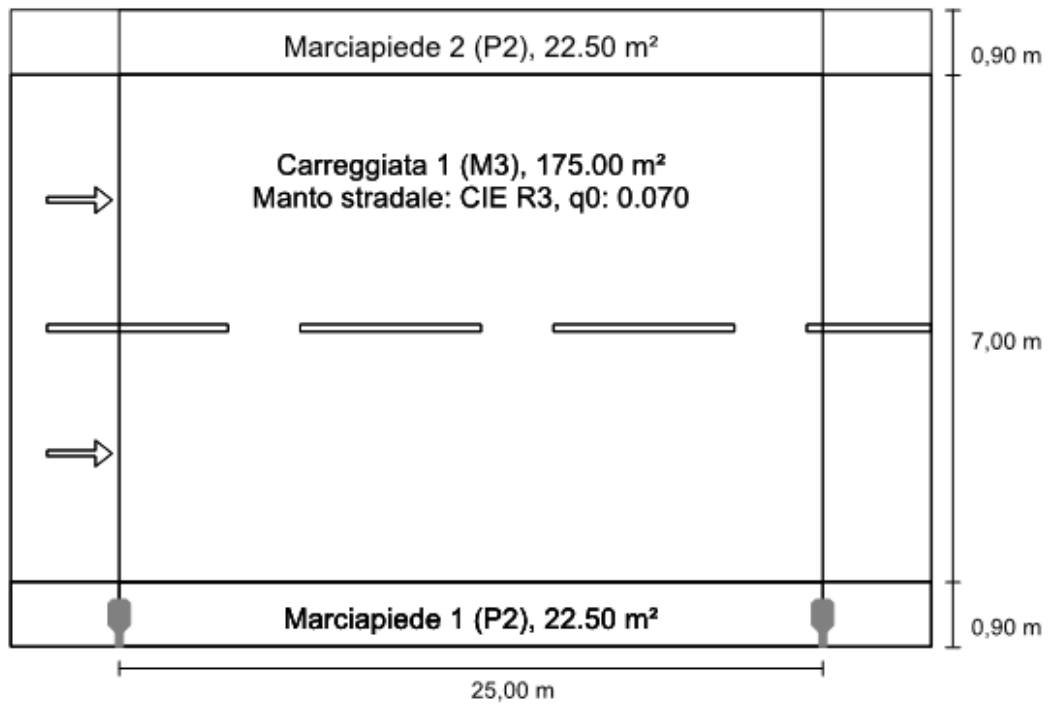 Marciapiede 2 (P2), 22.50 m²
0,90 m
Carreggiata 1 (M3), 175.00 m²
Manto stradale: CIE R3, q0: 0.070
7,00 m
Marciapiede 1 (P2), 22.50 m²
0,90 m
25,00 m